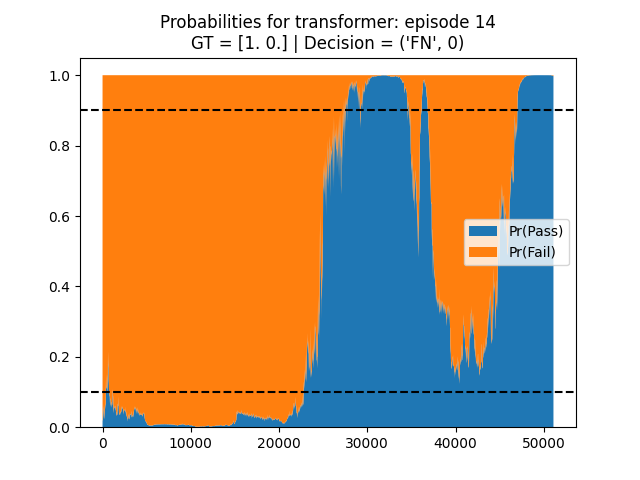 Probabilities for transformer: episode 14
GT = [1. 0.] | Decision = ('FN', 0)
1.0
0.8
0.6
0.4
0.2
0.0
Pr(Pass)
Pr(Fail)
0 10000 20000 30000 40000 50000